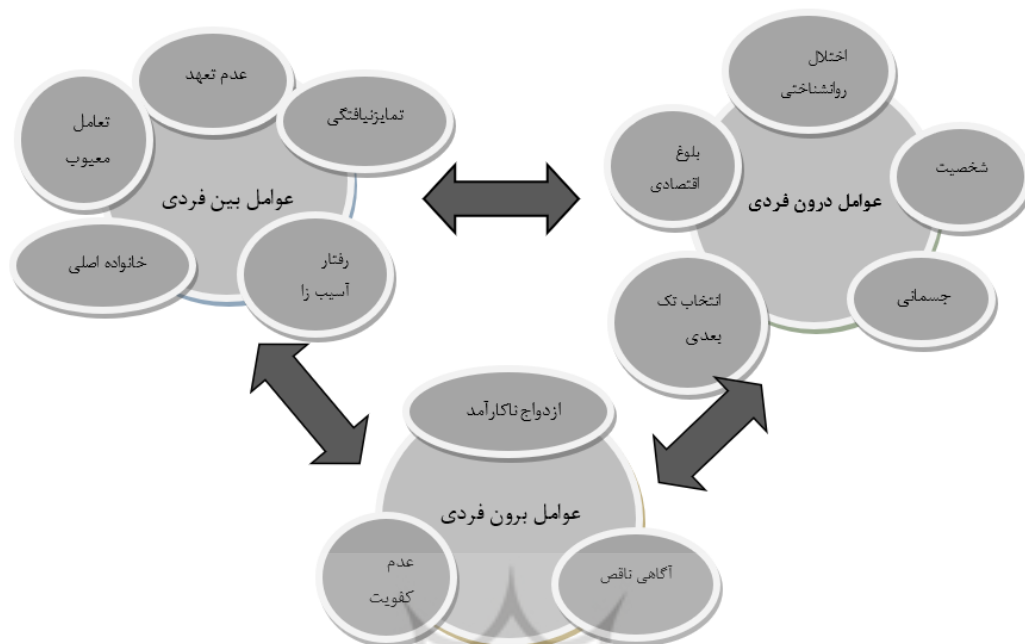 اختلال
روانشناختی
شخصیت
بلوغ
اقتصادی
عوامل درون فردی
جسمانی
انتخاب تک
بعدی
عدم تعهد
تمایزنیافتگی
تعامل
معیوب
عوامل بین فردی
رفتار
آسیب زا
خانواده اصلی
ازدواج ناکارآمد
عوامل برون فردی
آگاهی ناقص
عدم
کفویت